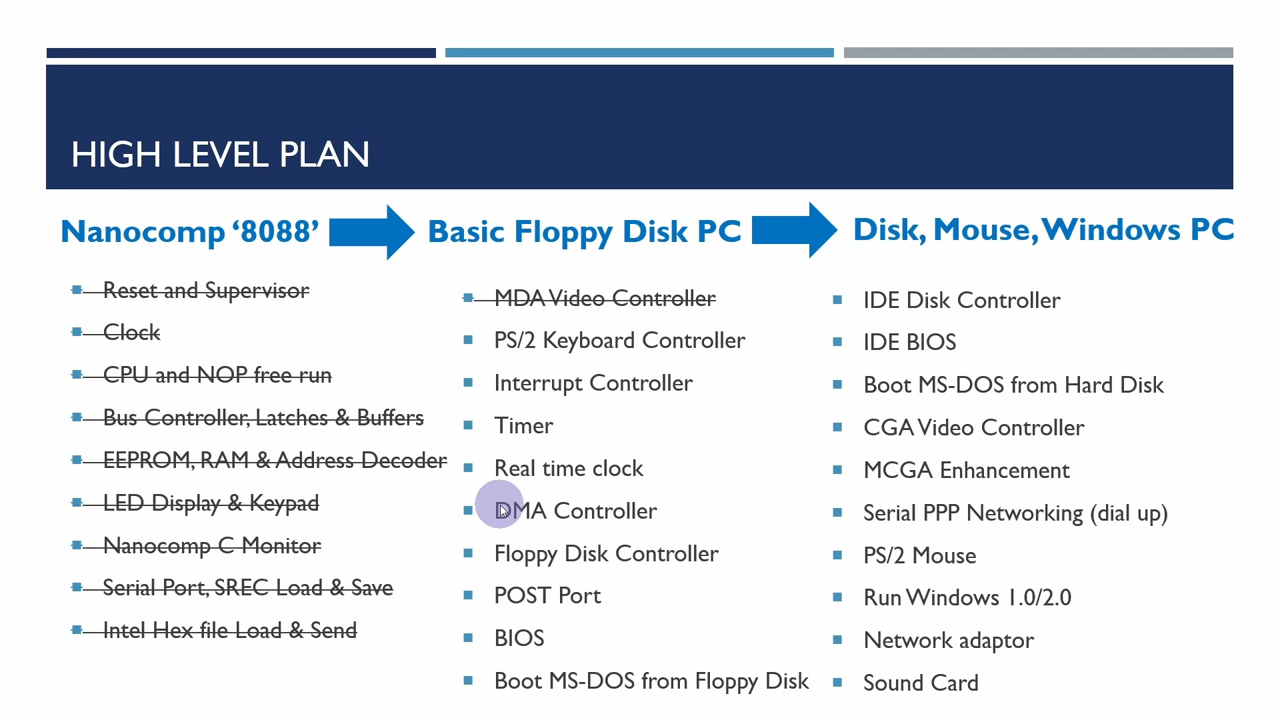 HIGH LEVEL PLAN
Nanocomp ‘8088’
Reset and Supervisor
Clock
CPU and NOP free run
Bus Controller, Latches & Buffers
EEPROM, RAM & Address Decoder
LED Display & Keypad
Nanocomp C Monitor
Serial Port, SREC Load & Save
Intel Hex file Load & Send
Basic Floppy Disk PC
MDA Video Controller
PS/2 Keyboard Controller
Interrupt Controller
Timer
Real time clock
DMA Controller
Floppy Disk Controller
POST Port
BIOS
Boot MS-DOS from Floppy Disk
Disk, Mouse, Windows PC
IDE Disk Controller
IDE BIOS
Boot MS-DOS from Hard Disk
CGA Video Controller
MCGA Enhancement
Serial PPP Networking (dial up)
PS/2 Mouse
Run Windows 1.0/2.0
Network adaptor
Sound Card